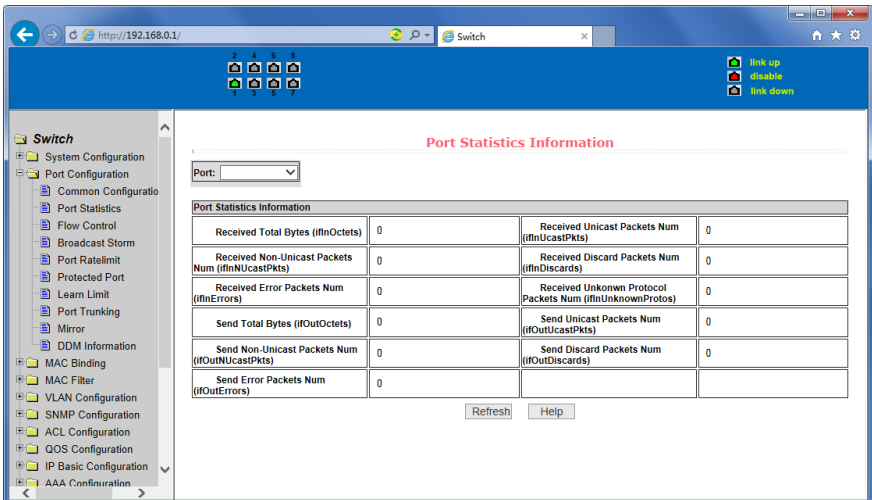 http://192.168.0.1/
Switch
2 4 6 8
1 3 5 7
link up
disable
link down
Switch
System Configuration
Port Configuration
Common Configuratio
Port Statistics
Flow Control
Broadcast Storm
Port Ratelimit
Protected Port
Learn Limit
Port Trunking
Mirror
DDM Information
MAC Binding
MAC Filter
VLAN Configuration
SNMP Configuration
ACL Configuration
QOS Configuration
IP Basic Configuration
AAA Configuration
Port Statistics Information
Port:
Port Statistics Information
Received Total Bytes (ifInOctets)
0
Received Unicast Packets Num
(ifInUcastPkts)
0
Received Non-Unicast Packets
Num (ifInNUcastPkts)
0
Received Discard Packets Num
(ifInDiscards)
0
Received Error Packets Num
(ifInErrors)
0
Received Unkonwn Protocol
Packets Num (ifInUnknownProtos)
0
Send Total Bytes (ifOutOctets)
0
Send Unicast Packets Num
(ifOutUcastPkts)
0
Send Non-Unicast Packets Num
(ifOutNUcastPkts)
0
Send Discard Packets Num
(ifOutDiscards)
0
Send Error Packets Num
(ifOutErrors)
0
Refresh
Help